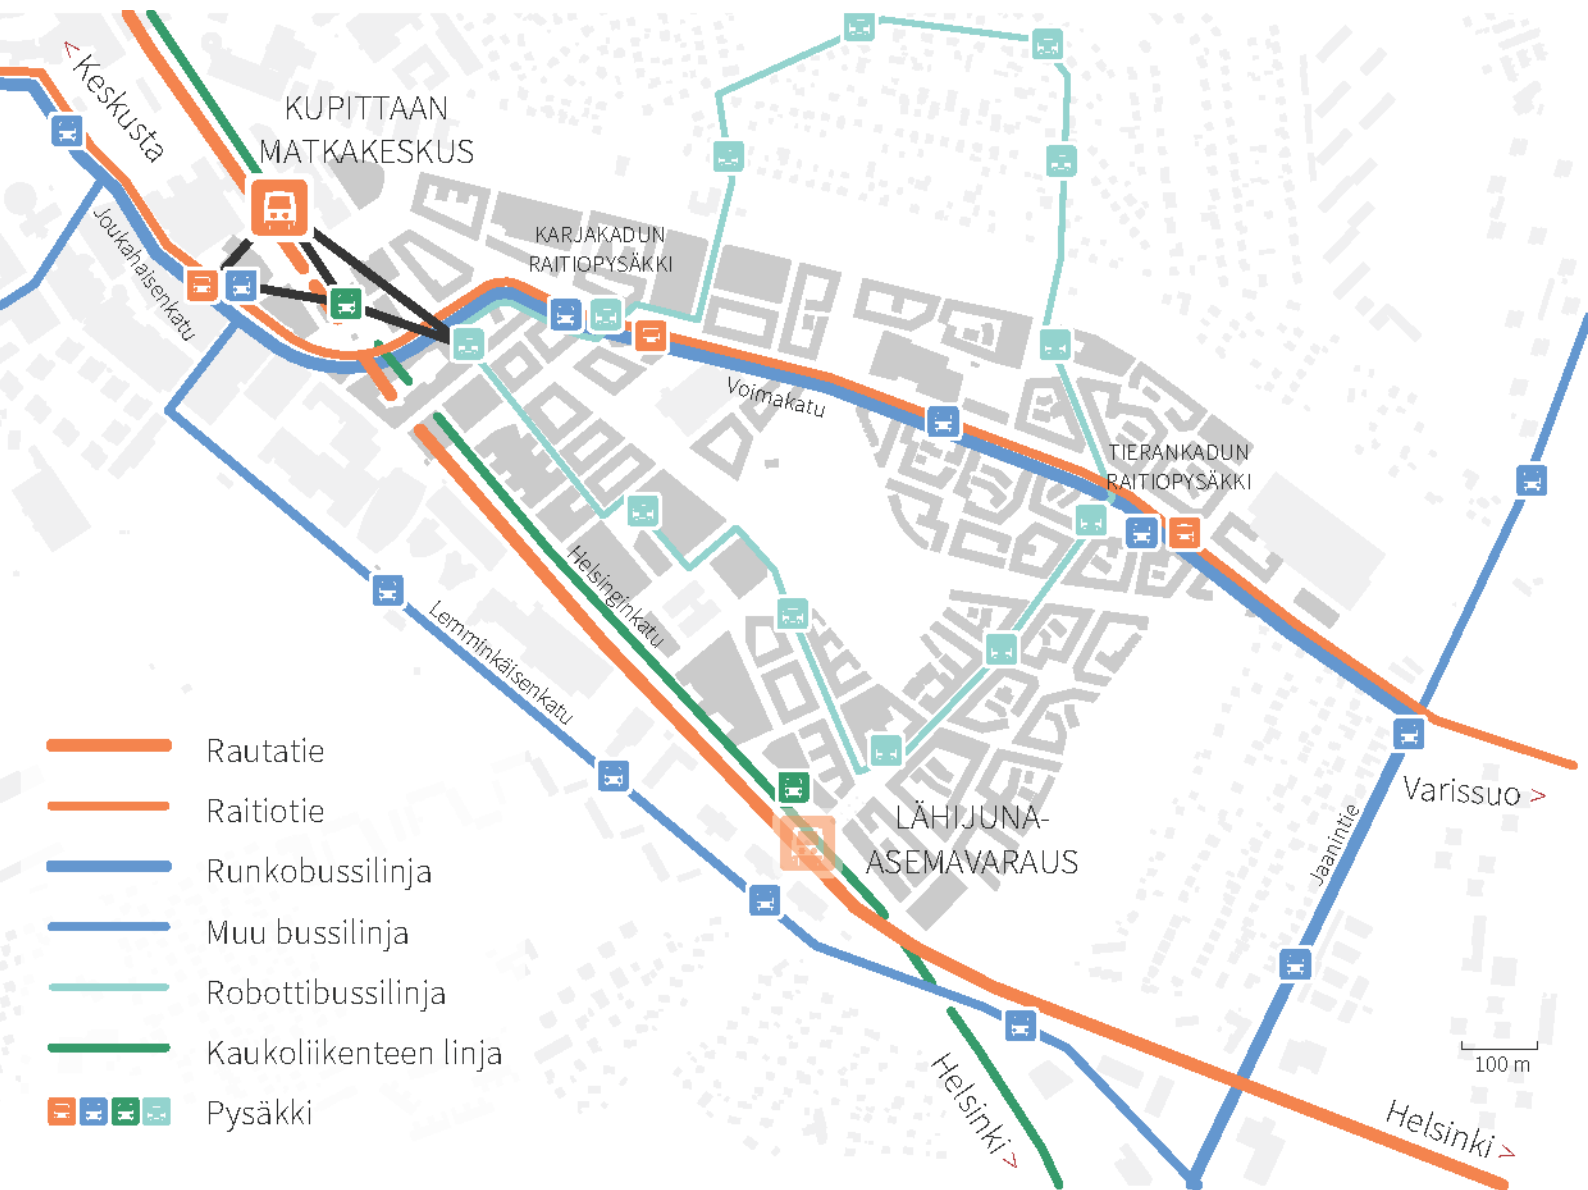 < Keskusta
KUPITTAAN
MATKAKESKUS
Joukahaisenkatu
KARJAKADUN
RAITIOPYSÄKKI
Voimakatu
TIERANKADUN
RAITIOPYSÄKKI
Helsinginkatu
Lemminkäisenkatu
LÄHIJUNA-
ASEMAVARAUS
Varissuo >
Jaanintie
100 m
Helsinki >
Helsinki >
Rautatie
Raitiotie
Runkobussilinja
Muu bussilinja
Robottibussilinja
Kaukoliikenteen linja
Pysäkki